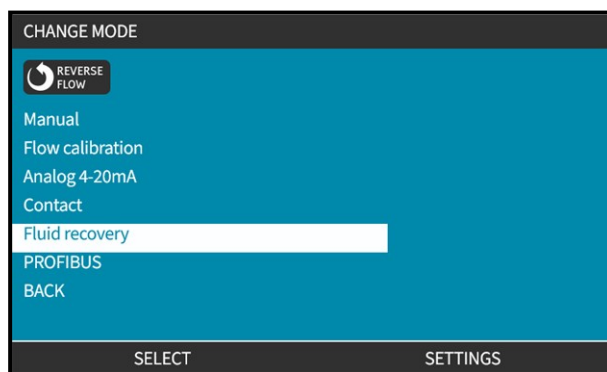 CHANGE MODE
REVERSE
FLOW
Manual
Flow calibration
Analog 4-20mA
Contact
Fluid recovery
PROFIBUS
BACK
SELECT SETTINGS